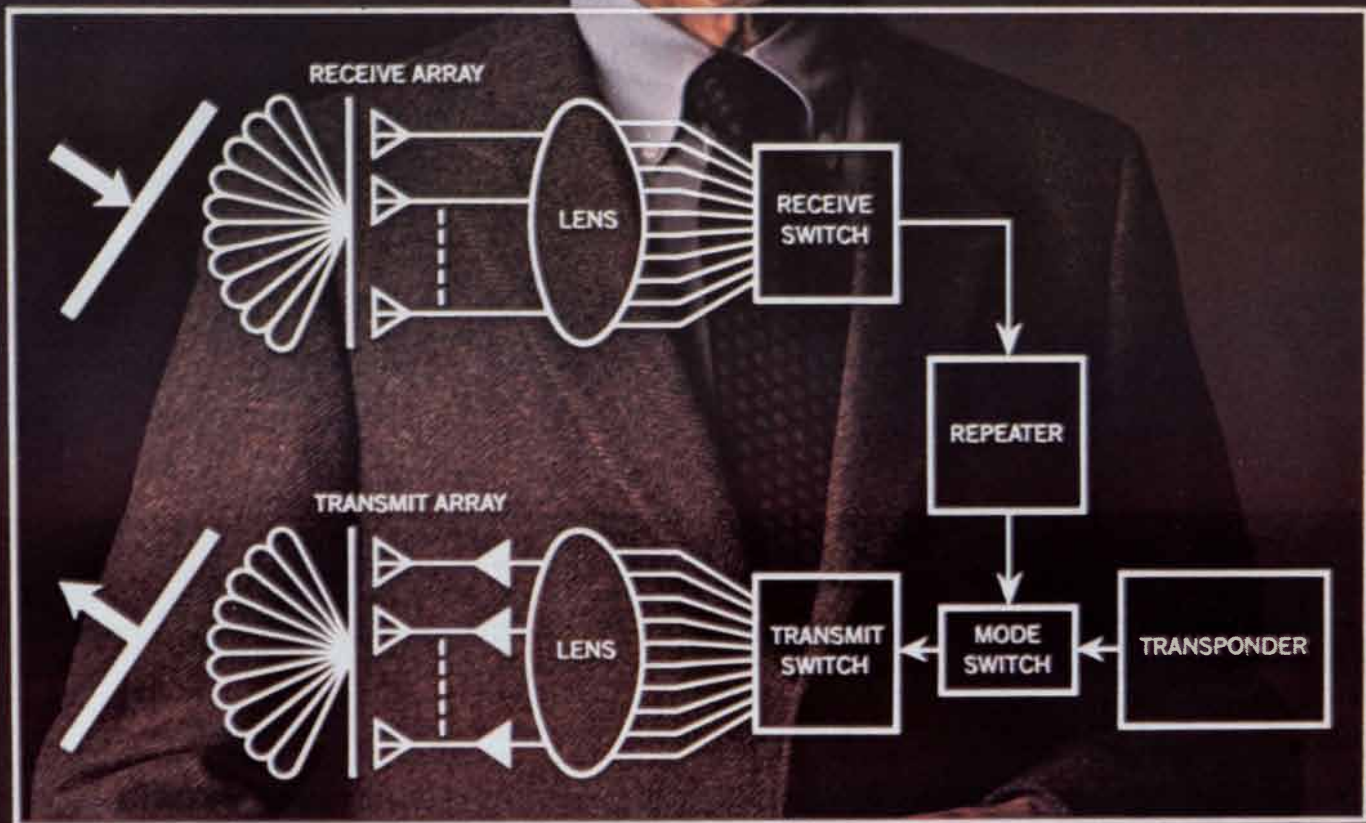 RECEIVE ARRAY
LENS
RECEIVE
SWITCH
REPEATER
TRANSMIT ARRAY
LENS
TRANSMIT
SWITCH
MODE
SWITCH
TRANSPONDER